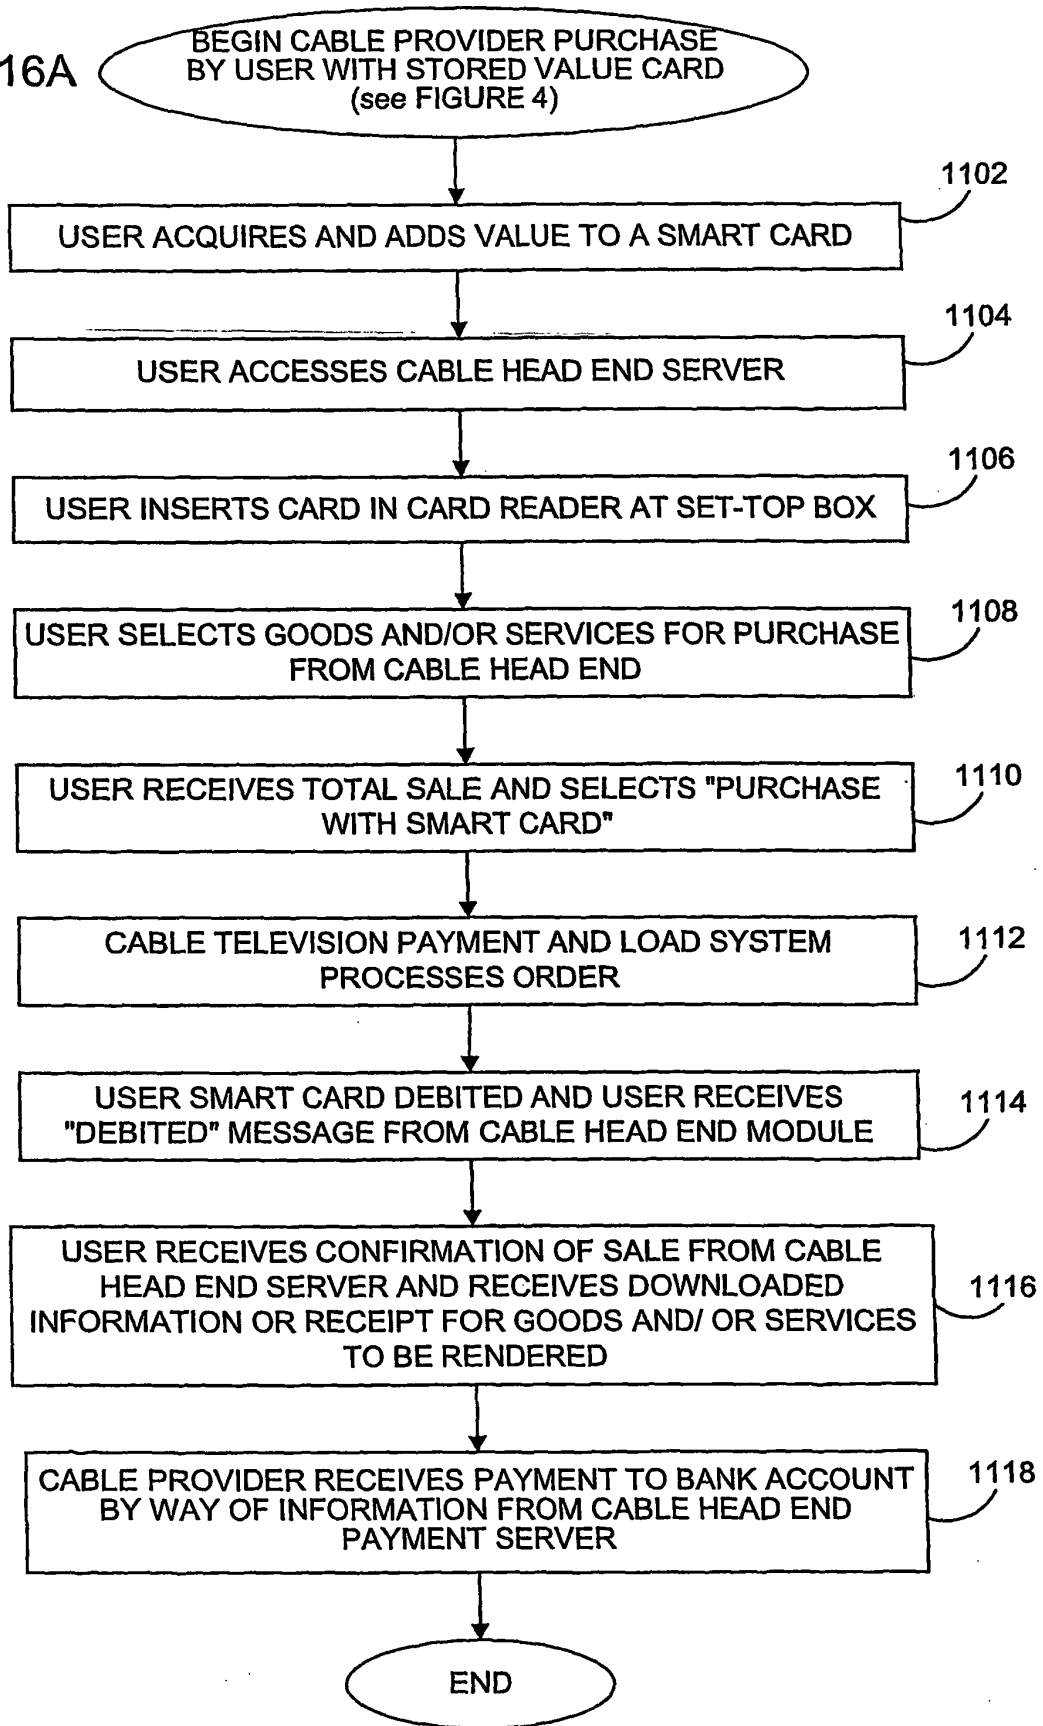 16A
BEGIN CABLE PROVIDER PURCHASE
BY USER WITH STORED VALUE CARD
(see FIGURE 4)
1102
USER ACQUIRES AND ADDS VALUE TO A SMART CARD
1104
USER ACCESSES CABLE HEAD END SERVER
1106
USER INSERTS CARD IN CARD READER AT SET-TOP BOX
1108
USER SELECTS GOODS AND/OR SERVICES FOR PURCHASE
FROM CABLE HEAD END
1110
USER RECEIVES TOTAL SALE AND SELECTS "PURCHASE
WITH SMART CARD"
1112
CABLE TELEVISION PAYMENT AND LOAD SYSTEM
PROCESSES ORDER
1114
USER SMART CARD DEBITED AND USER RECEIVES
"DEBITED" MESSAGE FROM CABLE HEAD END MODULE
1116
USER RECEIVES CONFIRMATION OF SALE FROM CABLE
HEAD END SERVER AND RECEIVES DOWNLOADED
INFORMATION OR RECEIPT FOR GOODS AND/ OR SERVICES
TO BE RENDERED
1118
CABLE PROVIDER RECEIVES PAYMENT TO BANK ACCOUNT
BY WAY OF INFORMATION FROM CABLE HEAD END
PAYMENT SERVER
END